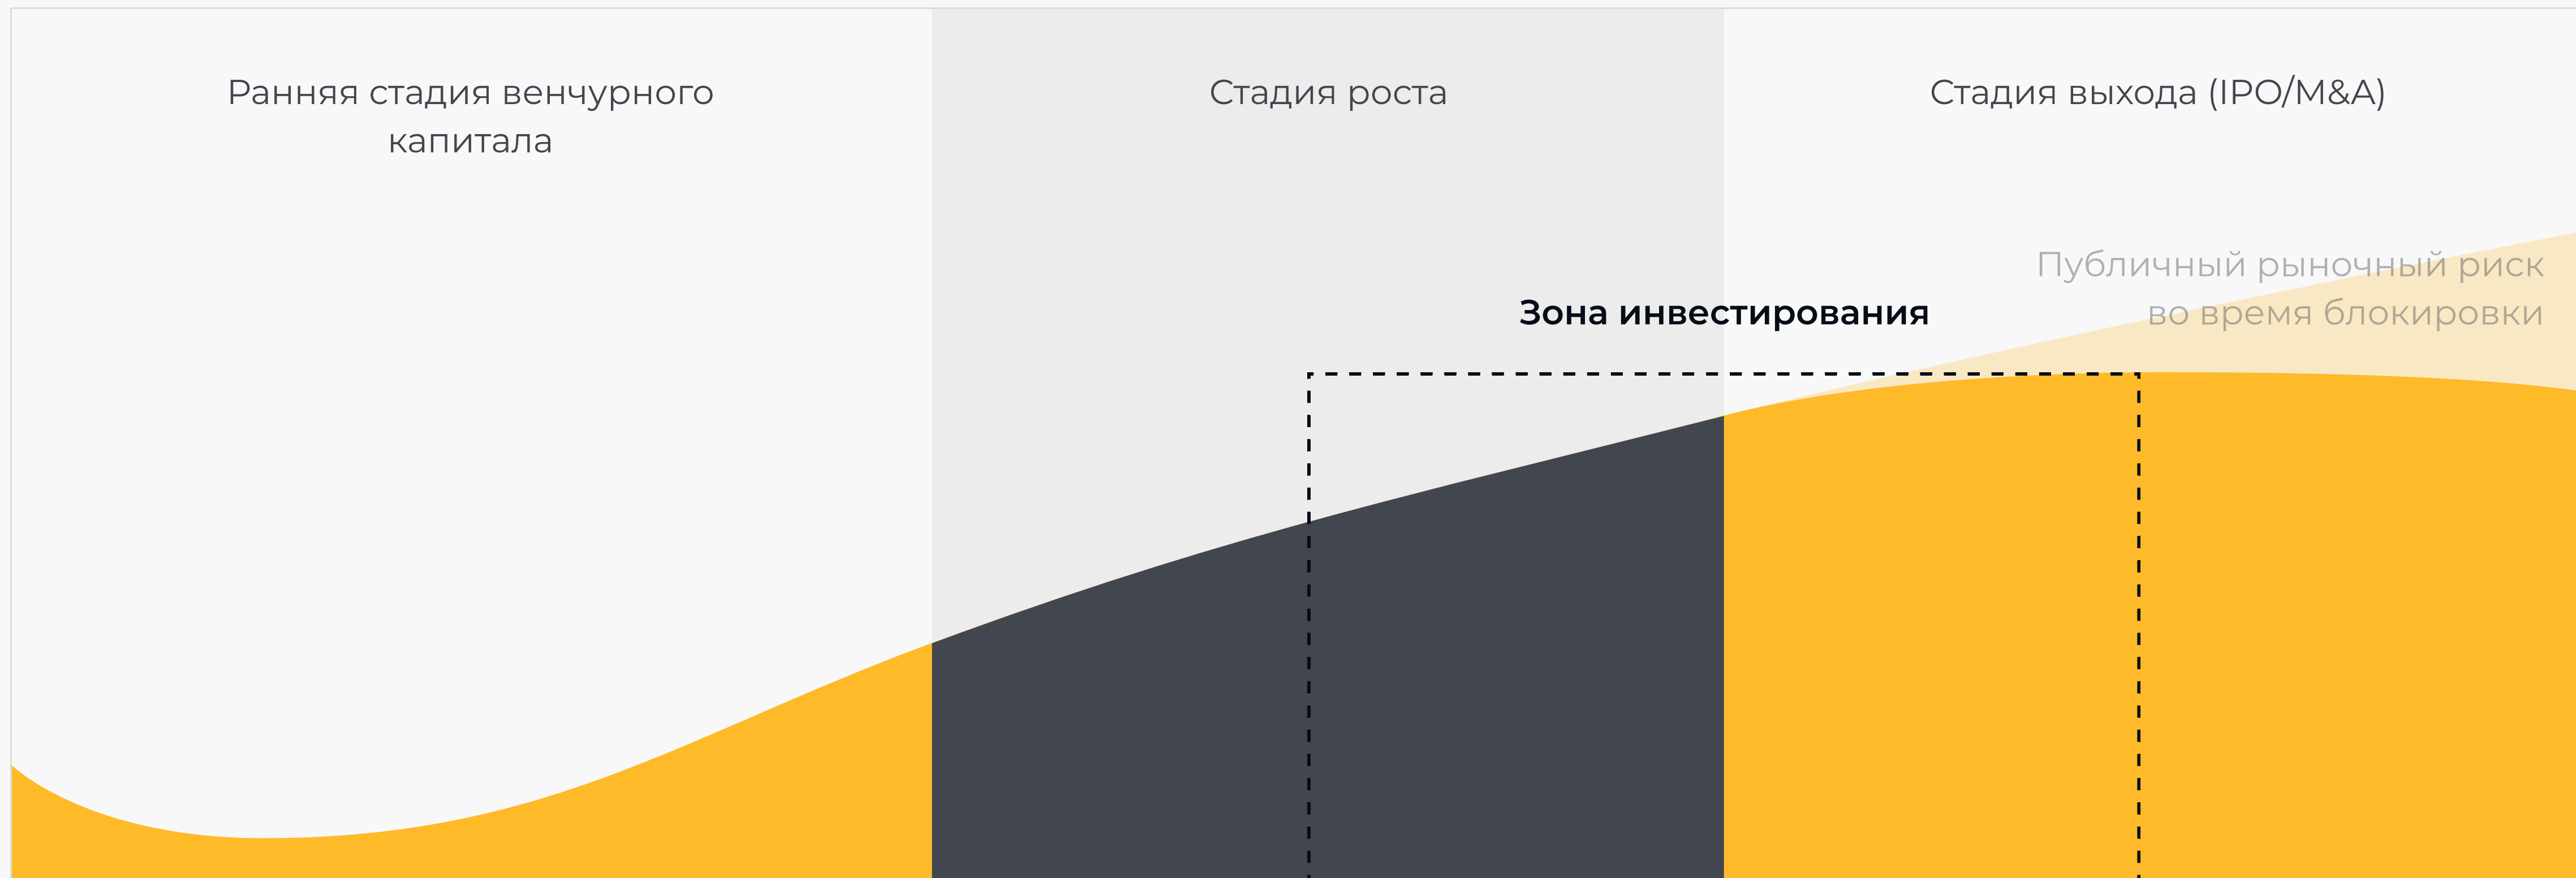 Ранняя стадия венчурного
капитала
Стадия роста
Стадия выхода (IPO/M&A)
Публичный рыночный риск
во время блокировки
Зона инвестирования